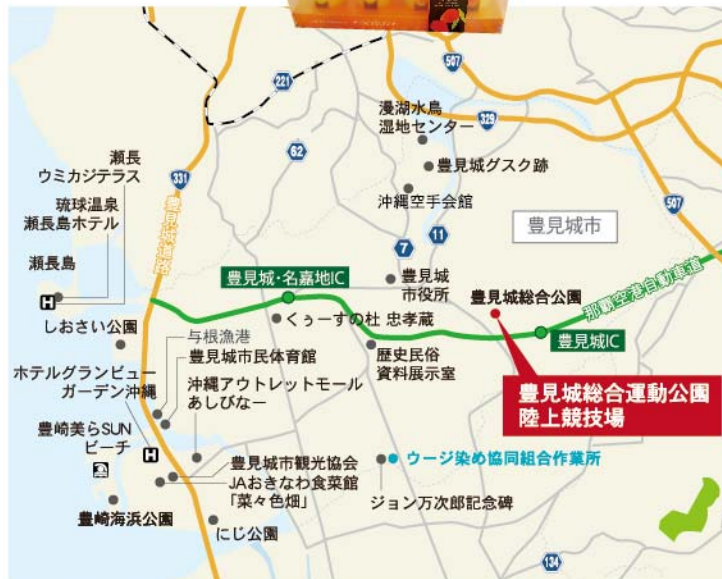 507
221
漫湖水鳥
湿地センター
329
62
豊見城グスク跡
瀬長
ウミカジテラス
331
沖縄空手会館
507
琉球温泉
瀬長島ホテル
豊見城道路
11
豊見城市
7
瀬長島
豊見城・名嘉地IC
豊見城
市役所
豊見城総合公園
那覇空港自動車道
H
くぅーすの杜 忠孝蔵
しおさい公園
与根漁港
豊見城IC
豊見城市民体育館
歴史民俗
資料展示室
ホテルグランビュー
ガーデン沖縄
沖縄アウトレットモール
あしびなー
豊見城総合運動公園
陸上競技場
豊崎美らSUN
ビーチ
H
豊見城市観光協会
ウージ染め協同組合作業所
JAおきなわ食菜館
「菜々色畑」
ジョン万次郎記念碑
豊崎海浜公園
にじ公園
134